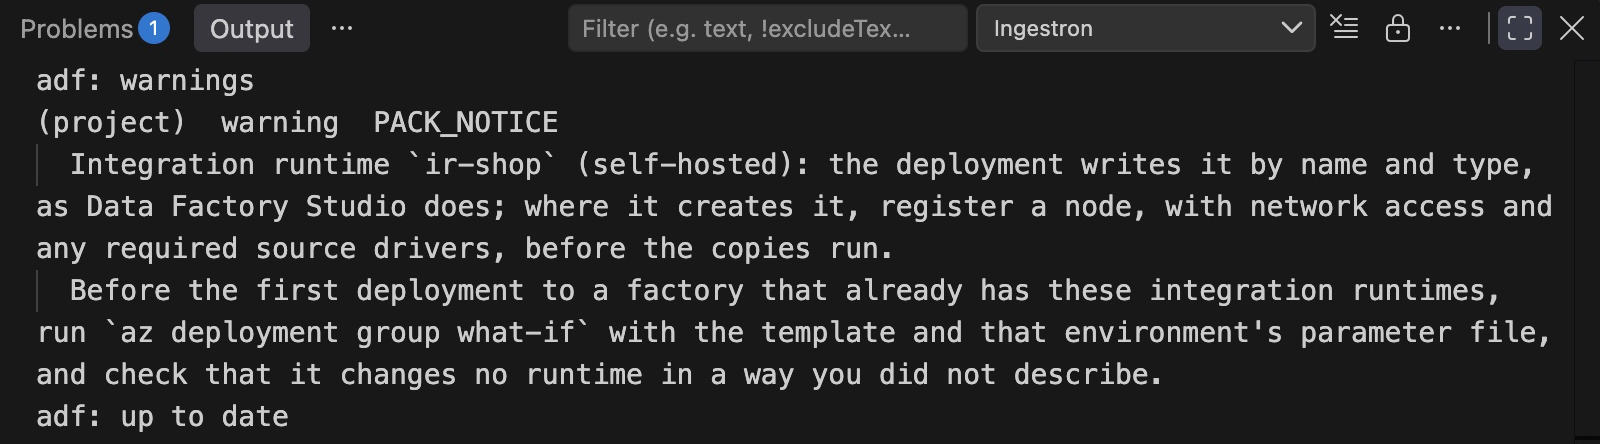 Problems 1 Output ··· Filter (e.g. text, !excludeTex... Ingestron ···
adf: warnings
(project)  warning  PACK_NOTICE
  Integration runtime `ir-shop` (self-hosted): the deployment writes it by name and type,
as Data Factory Studio does; where it creates it, register a node, with network access and
any required source drivers, before the copies run.
  Before the first deployment to a factory that already has these integration runtimes,
run `az deployment group what-if` with the template and that environment's parameter file,
and check that it changes no runtime in a way you did not describe.
adf: up to date